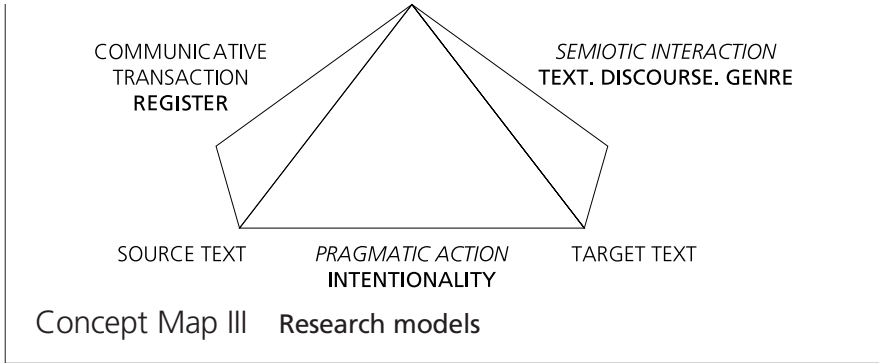 COMMUNICATIVE
TRANSACTION
REGISTER
SEMIOTIC INTERACTION
TEXT. DISCOURSE. GENRE
SOURCE TEXT
PRAGMATIC ACTION
INTENTIONALITY
TARGET TEXT
Concept Map III Research models